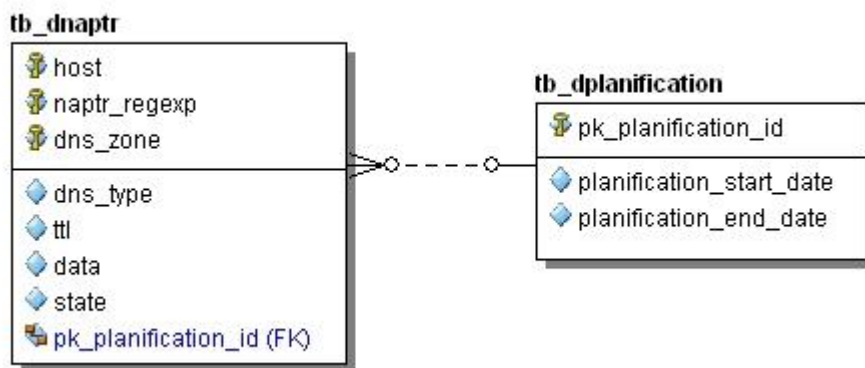 tb_dnaptr
host
naptr_regexp
dns_zone
dns_type
ttl
data
state
pk_planification_id (FK)
tb_dplanification
pk_planification_id
planification_start_date
planification_end_date